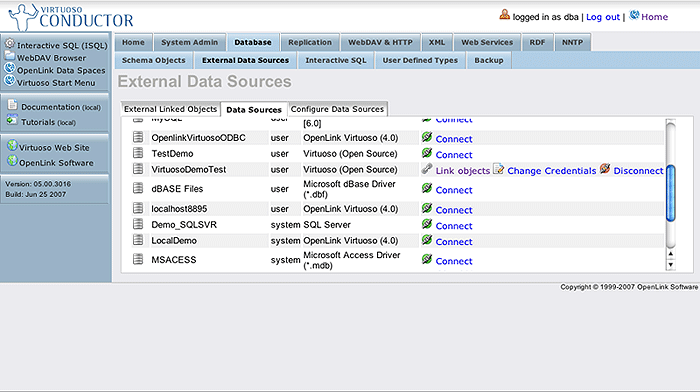 VIRTUOSO
CONDUCTOR
logged in as dba | Log out | Home
Interactive SQL (ISQL)
WebDAV Browser
OpenLink Data Spaces
Virtuoso Start Menu
Documentation (local)
Tutorials (local)
Virtuoso Web Site
OpenLink Software
Version: 05.00.3016
Build: Jun 25 2007
Home System Admin Database Replication WebDAV & HTTP XML Web Services RDF NNTP
Schema Objects External Data Sources Interactive SQL User Defined Types Backup
External Data Sources
External Linked Objects Data Sources Configure Data Sources
MySQL user [6.0] Connect
OpenlinkVirtuosoODBC user OpenLink Virtuoso (4.0) Connect
TestDemo user Virtuoso (Open Source) Connect
VirtuosoDemoTest user Virtuoso (Open Source) Link objects Change Credentials Disconnect
dBASE Files user Microsoft dBase Driver (*.dbf) Connect
localhost8895 user OpenLink Virtuoso (4.0) Connect
Demo_SQLSVR system SQL Server Connect
LocalDemo system OpenLink Virtuoso (4.0) Connect
MSACESS system Microsoft Access Driver (*.mdb) Connect
Copyright © 1999-2007 OpenLink Software